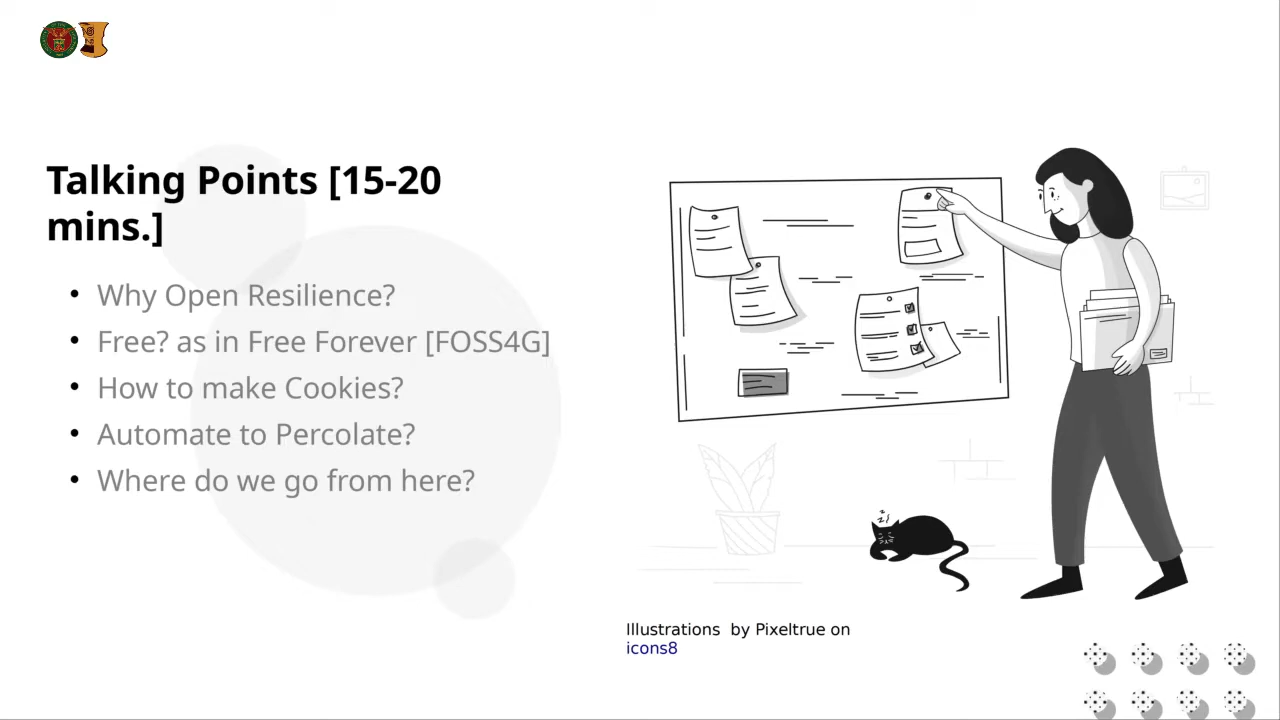 Talking Points [15-20
mins.]
• Why Open Resilience?
• Free? as in Free Forever [FOSS4G]
• How to make Cookies?
• Automate to Percolate?
• Where do we go from here?
Illustrations  by Pixeltrue on
icons8